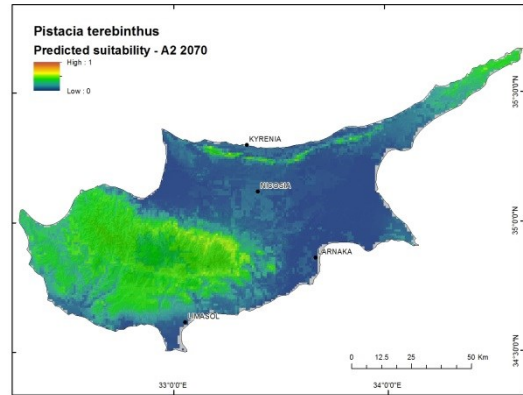 Pistacia terebinthus
Predicted suitability - A2 2070
High : 1
Low : 0
KYRENIA
NICOSIA
LARNAKA
LIMASOL
35°30'0"N
35°0'0"N
34°30'0"N
0 12.5 25 50 Km
33°0'0"E 34°0'0"E